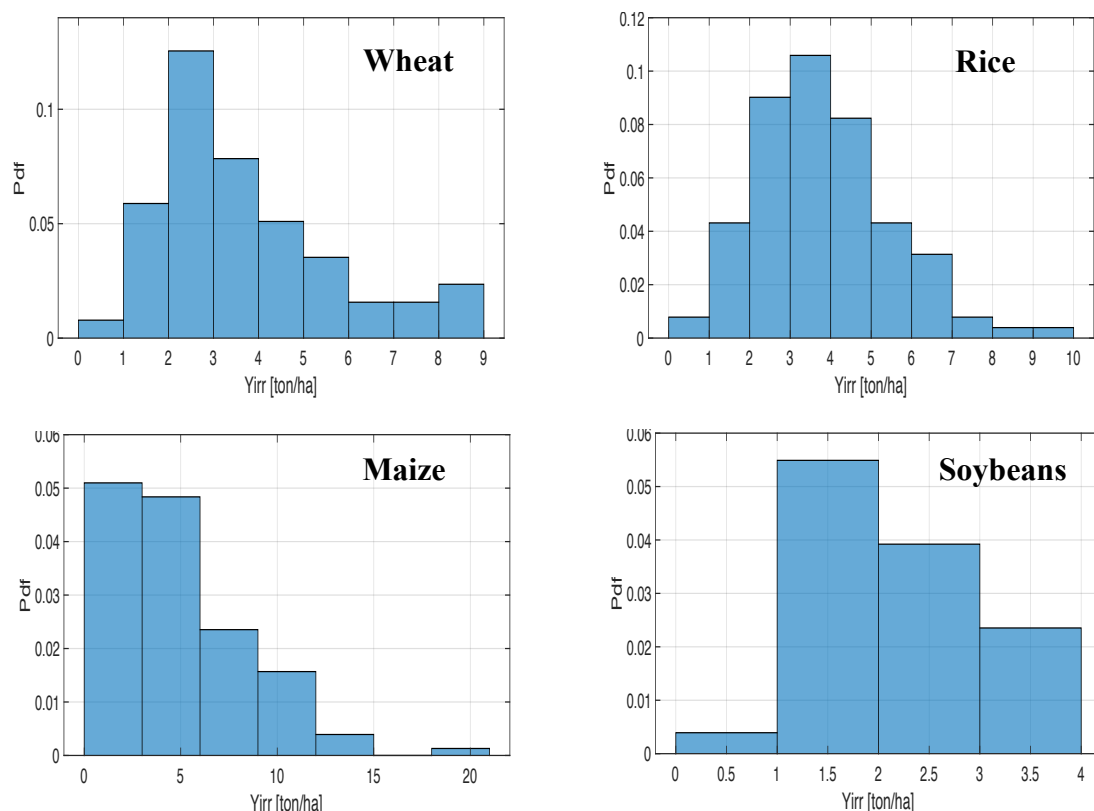 Wheat
0.1
0.05
0
Pdf
0 1 2 3 4 5 6 7 8 9
Yirr [ton/ha]
Rice
0.12
0.1
0.08
0.06
0.04
0.02
0
Pdf
0 1 2 3 4 5 6 7 8 9 10
Yirr [ton/ha]
Maize
0.06
0.05
0.04
0.03
0.02
0.01
0
Pdf
0 5 10 15 20
Yirr [ton/ha]
Soybeans
0.06
0.05
0.04
0.03
0.02
0.01
0
Pdf
0 0.5 1 1.5 2 2.5 3 3.5 4
Yirr [ton/ha]